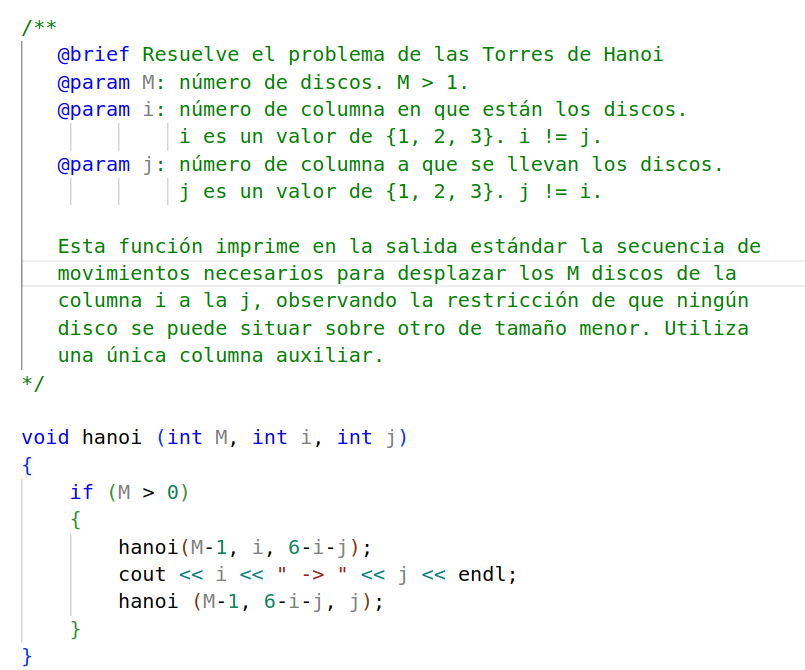 /**
@brief Resuelve el problema de las Torres de Hanoi
@param M: número de discos. M > 1.
@param i: número de columna en que están los discos.
i es un valor de {1, 2, 3}. i != j.
@param j: número de columna a que se llevan los discos.
j es un valor de {1, 2, 3}. j != i.
Esta función imprime en la salida estándar la secuencia de
movimientos necesarios para desplazar los M discos de la
columna i a la j, observando la restricción de que ningún
disco se puede situar sobre otro de tamaño menor. Utiliza
una única columna auxiliar.
*/
void hanoi (int M, int i, int j)
{
if (M > 0)
{
hanoi(M-1, i, 6-i-j);
cout << i << " -> " << j << endl;
hanoi (M-1, 6-i-j, j);
}
}